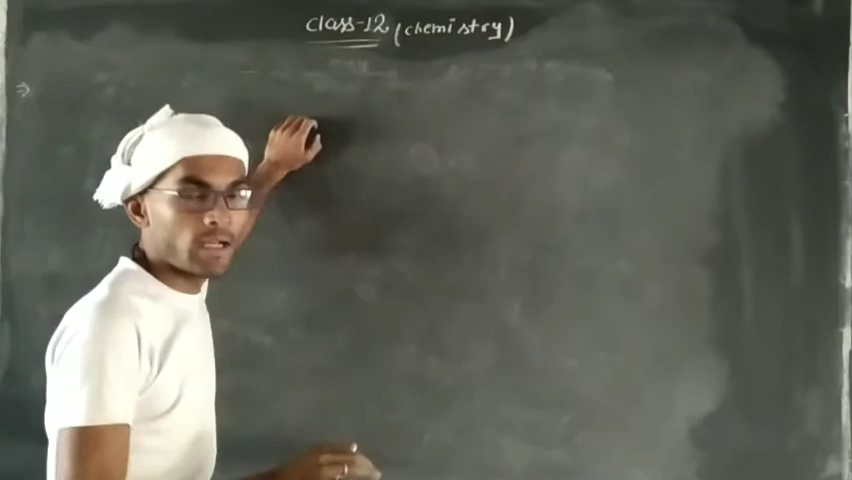 class-12 (chemistry)
⇒